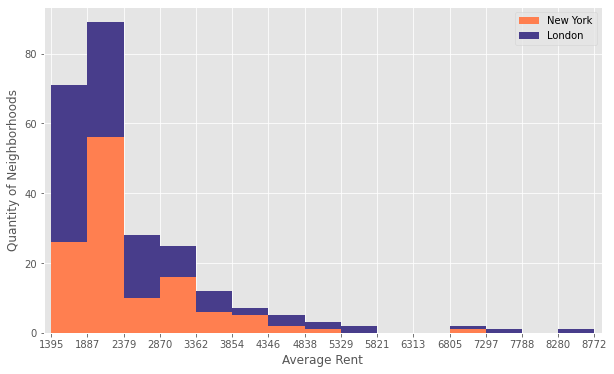 New York
London
Quantity of Neighborhoods
80
60
40
20
0
1395 1887 2379 2870 3362 3854 4346 4838 5329 5821 6313 6805 7297 7788 8280 8772
Average Rent